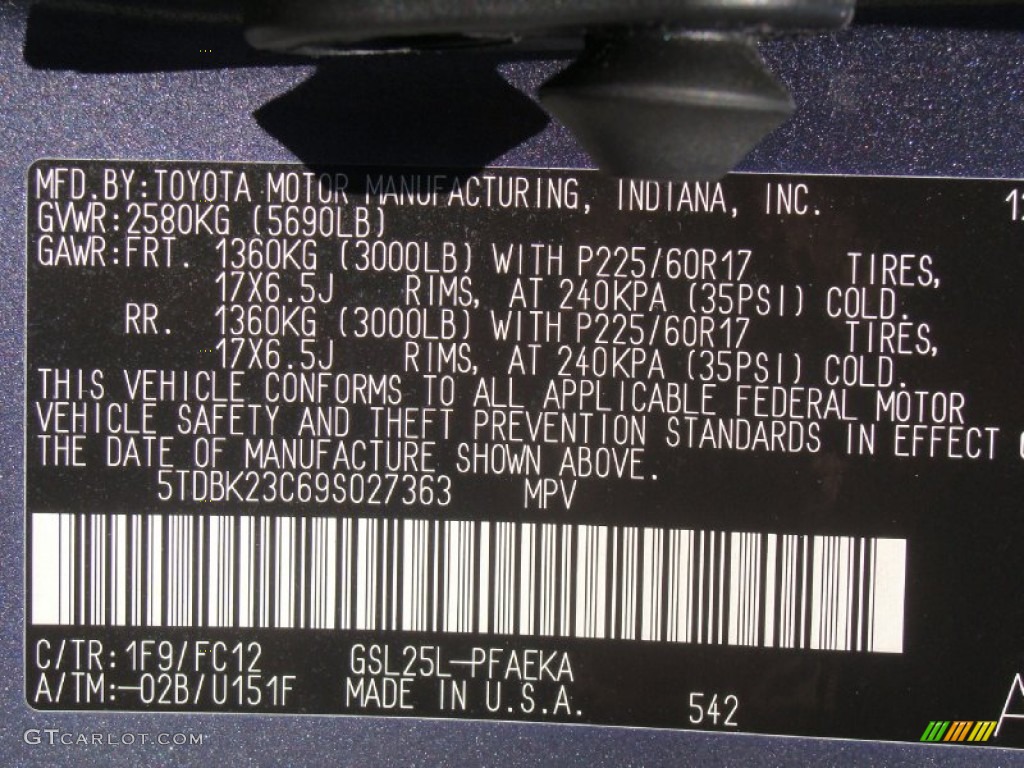 MFD.BY:TOYOTA MOTOR MANUFACTURING, INDIANA, INC.
GVWR:2580KG (5690LB)
GAWR:FRT. 1360KG (3000LB) WITH P225/60R17 TIRES,
17X6.5J RIMS, AT 240KPA (35PSI) COLD.
RR. 1360KG (3000LB) WITH P225/60R17 TIRES,
17X6.5J RIMS, AT 240KPA (35PSI) COLD.
THIS VEHICLE CONFORMS TO ALL APPLICABLE FEDERAL MOTOR
VEHICLE SAFETY AND THEFT PREVENTION STANDARDS IN EFFECT
THE DATE OF MANUFACTURE SHOWN ABOVE.
5TDBK23C69S027363 MPV
C/TR:1F9/FC12 GSL25L-PFAEKA
A/TM:-02B/U151F MADE IN U.S.A. 542
GTCARLOT.COM